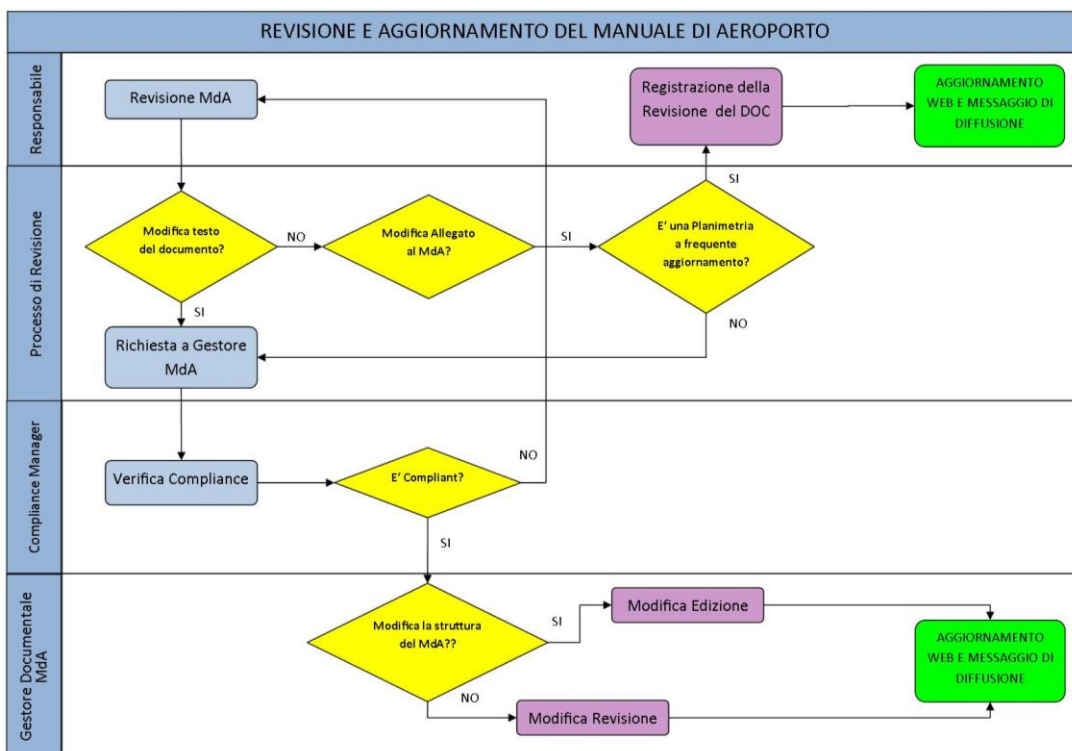 REVISIONE E AGGIORNAMENTO DEL MANUALE DI AEROPORTO
Responsabile
Revisione MdA
Registrazione della
Revisione del DOC
AGGIORNAMENTO
WEB E MESSAGGIO DI
DIFFUSIONE
Processo di Revisione
Modifica testo
del documento?
NO
Modifica Allegato
al MdA?
SI
E' una Planimetria
a frequente
aggiornamento?
SI
NO
SI
Richiesta a Gestore
MdA
Compliance Manager
Verifica Compliance
E' Compliant?
NO
SI
Gestore Documentale
MdA
Modifica la struttura
del MdA??
SI
Modifica Edizione
NO
Modifica Revisione
AGGIORNAMENTO
WEB E MESSAGGIO DI
DIFFUSIONE